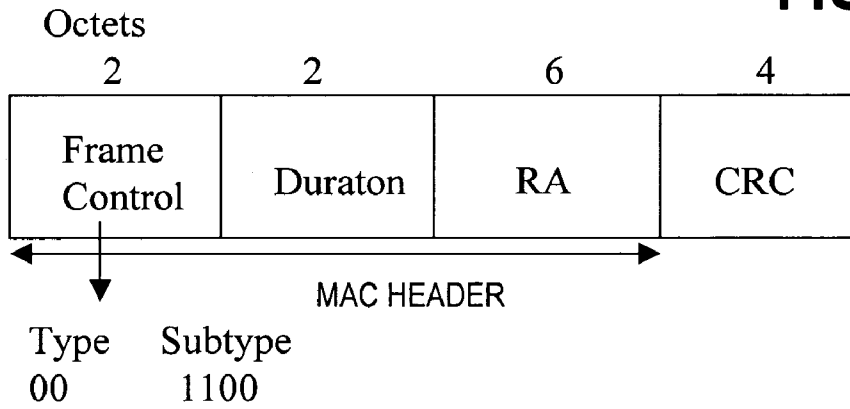 Octets
2 2 6 4
Frame
Control
Duraton
RA
CRC
MAC HEADER
Type Subtype
00 1100